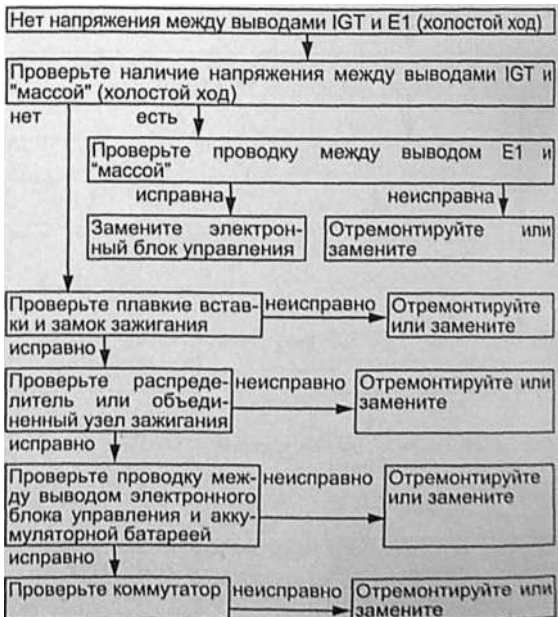 Нет напряжения между выводами IGT и E1 (холостой ход)
Проверьте наличие напряжения между выводами IGT и
"массой" (холостой ход)
нет есть
Проверьте проводку между выводом E1 и
"массой"
исправна неисправна
Замените электрон-
ный блок управления
Отремонтируйте или
замените
Проверьте плавкие встав-
ки и замок зажигания
неисправно
Отремонтируйте
или замените
исправно
Проверьте распреде-
литель или объеди-
ненный узел зажигания
неисправно
Отремонтируйте или
замените
исправно
Проверьте проводку меж-
ду выводом электронного
блока управления и акку-
муляторной батареей
неисправно
Отремонтируйте
или замените
исправно
Проверьте коммутатор
неисправно
Отремонтируйте или
замените